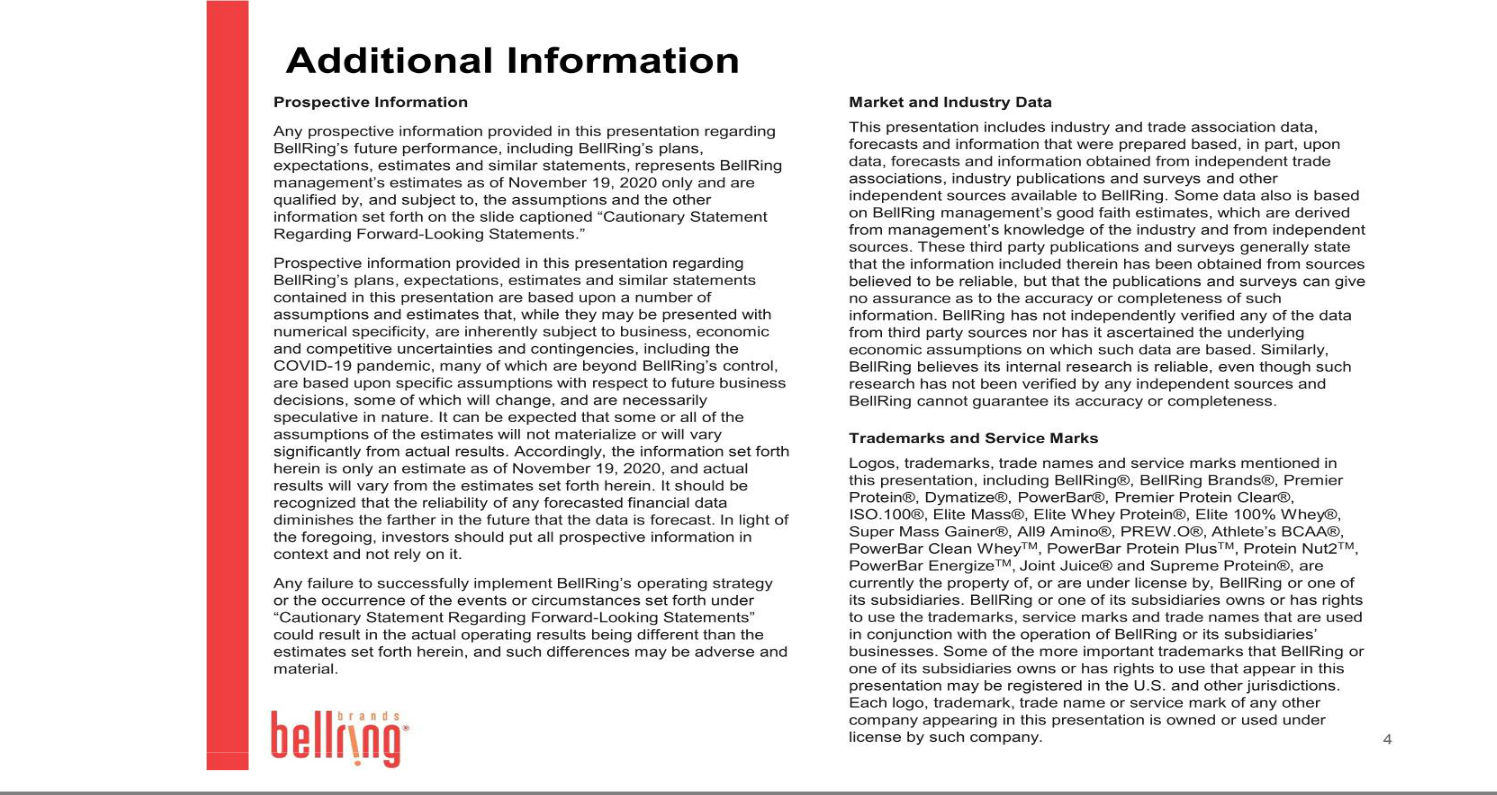 Additional Information
Prospective Information
Any prospective information provided in this presentation regarding
BellRing’s future performance, including BellRing’s plans,
expectations, estimates and similar statements, represents BellRing
management’s estimates as of November 19, 2020 only and are
qualified by, and subject to, the assumptions and the other
information set forth on the slide captioned “Cautionary Statement
Regarding Forward-Looking Statements.”
Prospective information provided in this presentation regarding
BellRing’s plans, expectations, estimates and similar statements
contained in this presentation are based upon a number of
assumptions and estimates that, while they may be presented with
numerical specificity, are inherently subject to business, economic
and competitive uncertainties and contingencies, including the
COVID-19 pandemic, many of which are beyond BellRing’s control,
are based upon specific assumptions with respect to future business
decisions, some of which will change, and are necessarily
speculative in nature. It can be expected that some or all of the
assumptions of the estimates will not materialize or will vary
significantly from actual results. Accordingly, the information set forth
herein is only an estimate as of November 19, 2020, and actual
results will vary from the estimates set forth herein. It should be
recognized that the reliability of any forecasted financial data
diminishes the farther in the future that the data is forecast. In light of
the foregoing, investors should put all prospective information in
context and not rely on it.
Any failure to successfully implement BellRing’s operating strategy
or the occurrence of the events or circumstances set forth under
“Cautionary Statement Regarding Forward-Looking Statements”
could result in the actual operating results being different than the
estimates set forth herein, and such differences may be adverse and
material.
brands
bellring®
Market and Industry Data
This presentation includes industry and trade association data,
forecasts and information that were prepared based, in part, upon
data, forecasts and information obtained from independent trade
associations, industry publications and surveys and other
independent sources available to BellRing. Some data also is based
on BellRing management’s good faith estimates, which are derived
from management’s knowledge of the industry and from independent
sources. These third party publications and surveys generally state
that the information included therein has been obtained from sources
believed to be reliable, but that the publications and surveys can give
no assurance as to the accuracy or completeness of such
information. BellRing has not independently verified any of the data
from third party sources nor has it ascertained the underlying
economic assumptions on which such data are based. Similarly,
BellRing believes its internal research is reliable, even though such
research has not been verified by any independent sources and
BellRing cannot guarantee its accuracy or completeness.
Trademarks and Service Marks
Logos, trademarks, trade names and service marks mentioned in
this presentation, including BellRing®, BellRing Brands®, Premier
Protein®, Dymatize®, PowerBar®, Premier Protein Clear®,
ISO.100®, Elite Mass®, Elite Whey Protein®, Elite 100% Whey®,
Super Mass Gainer®, All9 Amino®, PREW.O®, Athlete’s BCAA®,
PowerBar Clean Whey™, PowerBar Protein Plus™, Protein Nut2™,
PowerBar Energize™, Joint Juice® and Supreme Protein®, are
currently the property of, or are under license by, BellRing or one of
its subsidiaries. BellRing or one of its subsidiaries owns or has rights
to use the trademarks, service marks and trade names that are used
in conjunction with the operation of BellRing or its subsidiaries’
businesses. Some of the more important trademarks that BellRing or
one of its subsidiaries owns or has rights to use that appear in this
presentation may be registered in the U.S. and other jurisdictions.
Each logo, trademark, trade name or service mark of any other
company appearing in this presentation is owned or used under
license by such company.
4